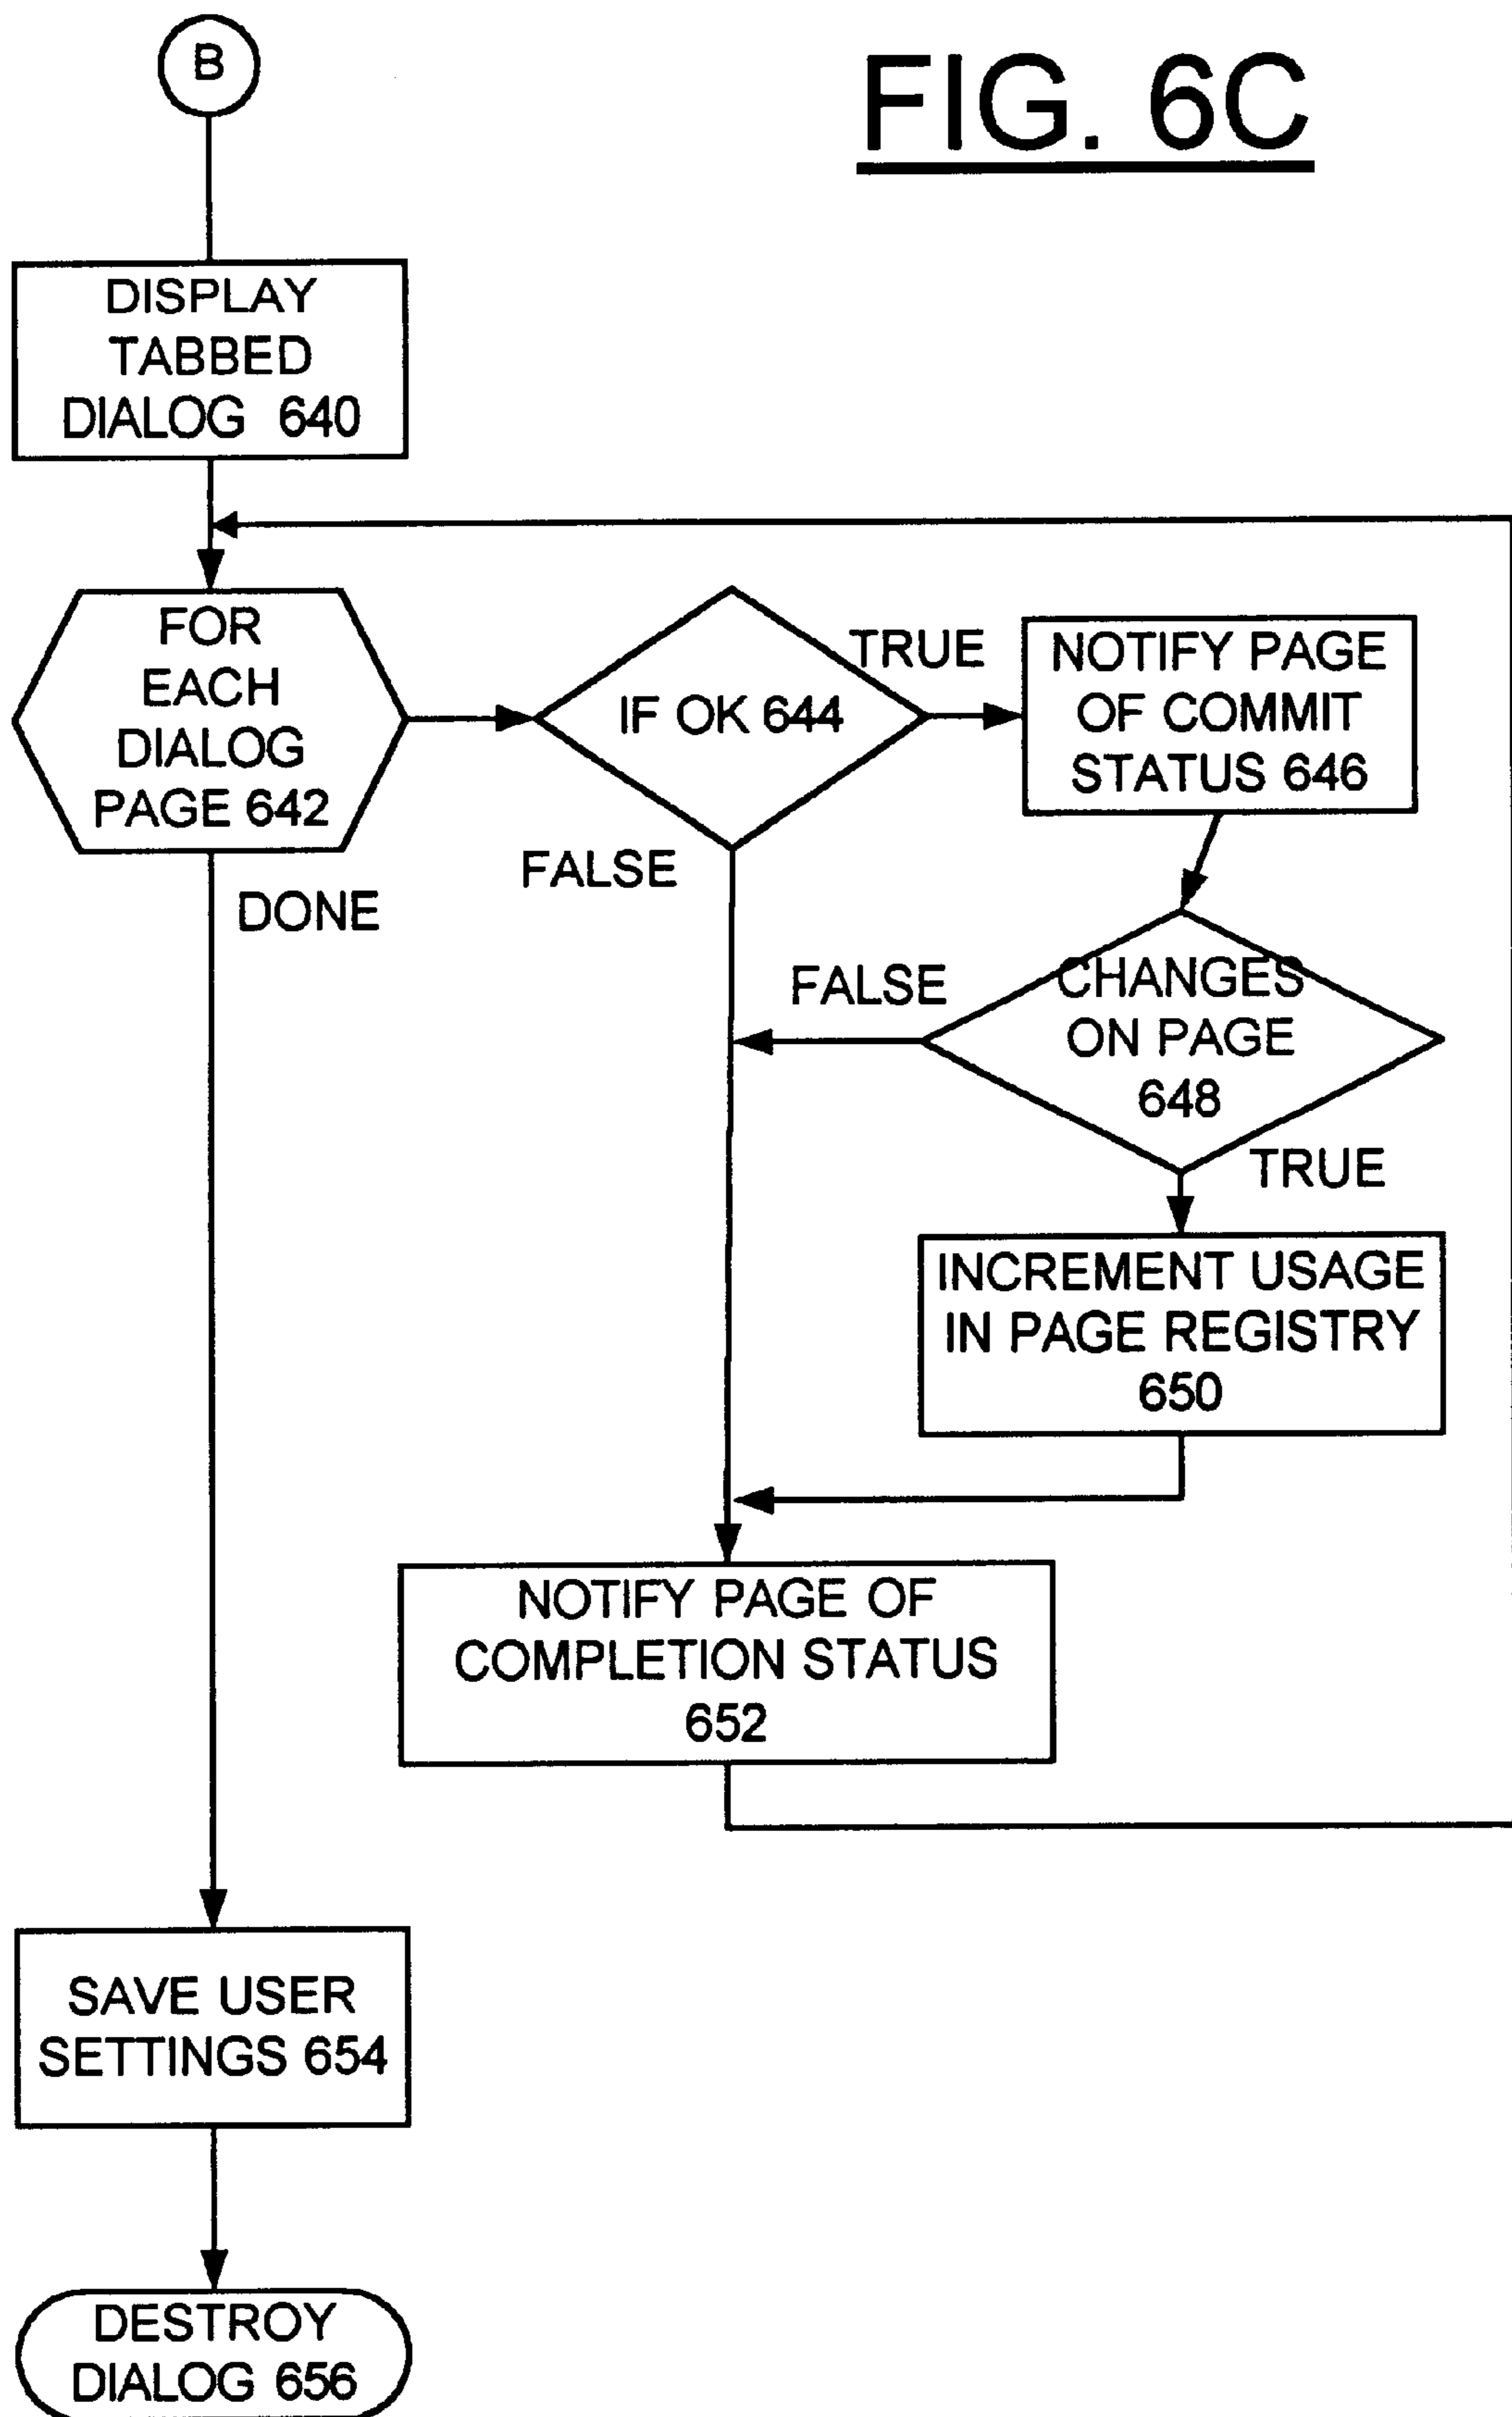 B
FIG. 6C
DISPLAY
TABBED
DIALOG 640
FOR
EACH
DIALOG
PAGE 642
DONE
IF OK 644
TRUE
FALSE
NOTIFY PAGE
OF COMMIT
STATUS 646
CHANGES
ON PAGE
648
FALSE
TRUE
INCREMENT USAGE
IN PAGE REGISTRY
650
NOTIFY PAGE OF
COMPLETION STATUS
652
SAVE USER
SETTINGS 654
DESTROY
DIALOG 656